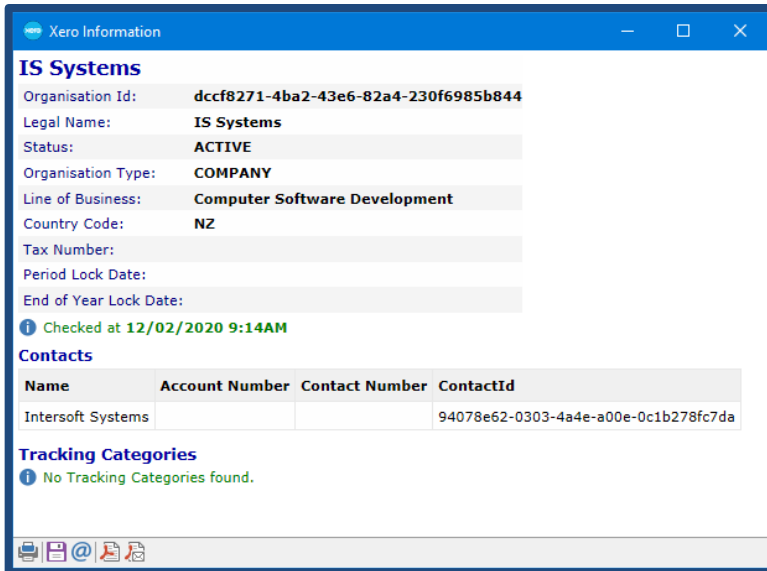 Xero Information
IS Systems
Organisation Id: dccf8271-4ba2-43e6-82a4-230f6985b844
Legal Name: IS Systems
Status: ACTIVE
Organisation Type: COMPANY
Line of Business: Computer Software Development
Country Code: NZ
Tax Number:
Period Lock Date:
End of Year Lock Date:
Checked at 12/02/2020 9:14AM
Contacts
Name Account Number Contact Number ContactId
Intersoft Systems 94078e62-0303-4a4e-a00e-0c1b278fc7da
Tracking Categories
No Tracking Categories found.